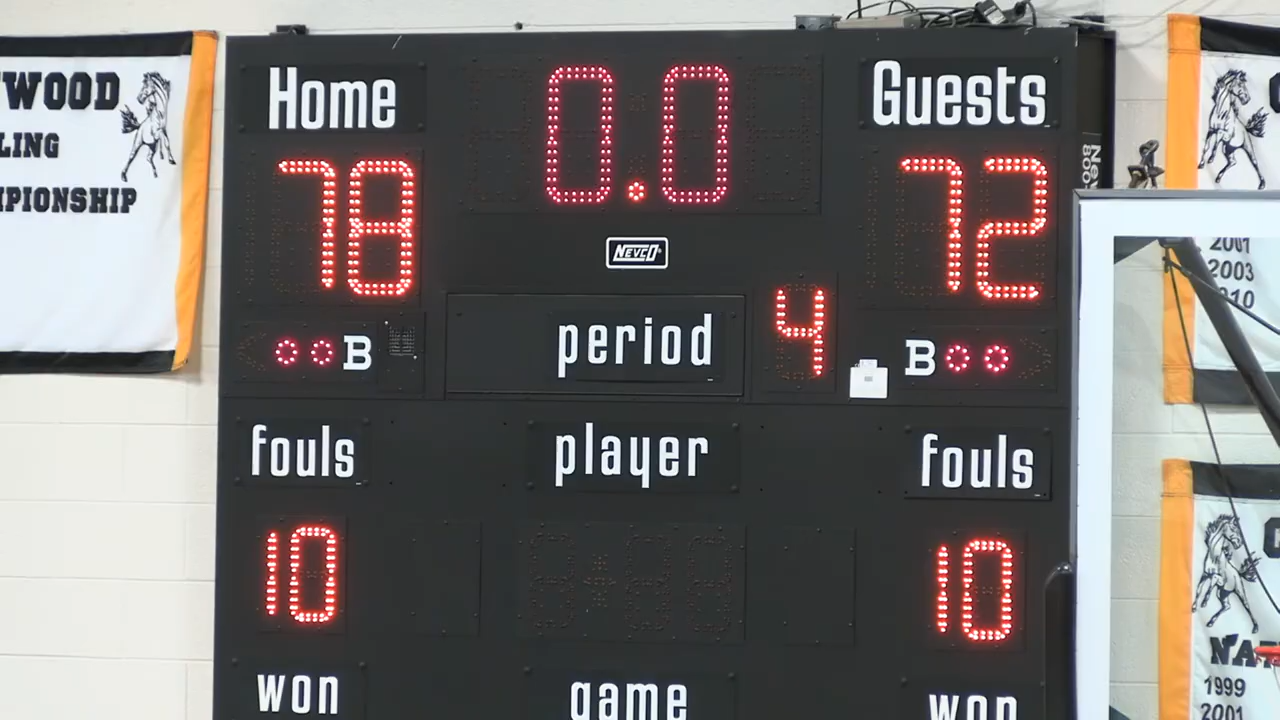 WOOD
LING
PIONSHIP
Home
0.0
Guests
78
72
NEVCO
period
4
B
B
fouls
player
fouls
10
10
won
game
won
2001
2003
1999
2001